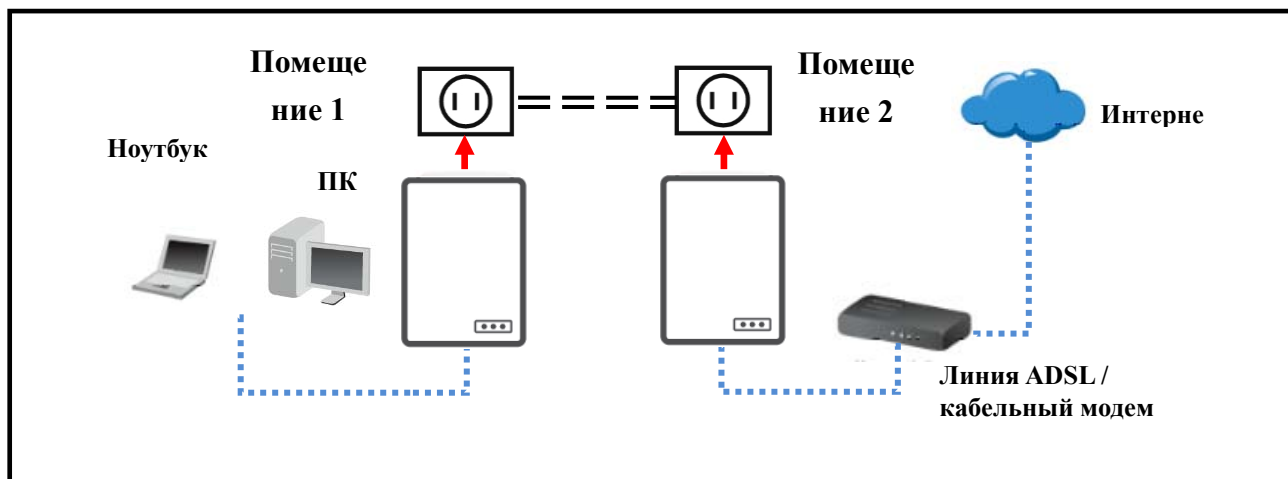 Помеще
ние 1
Помеще
ние 2
Интерне
Ноутбук
ПК
Линия ADSL /
кабельный модем